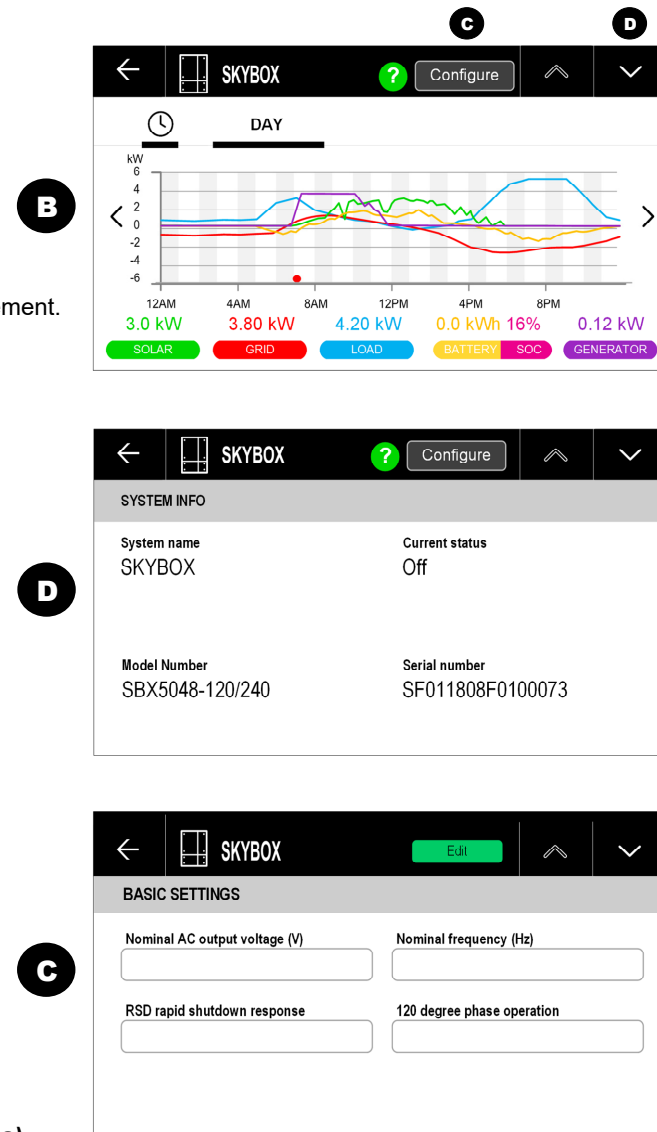 C D
SKYBOX ? Configure
DAY
kW
6
4
2
B
0
-2
-4
-6
ement.
12AM 4AM 8AM 12PM 4PM 8PM
3.0 kW 3.80 kW 4.20 kW 0.0 kWh 16% 0.12 kW
SOLAR GRID LOAD BATTERY SOC GENERATOR
SKYBOX ? Configure
SYSTEM INFO
System name Current status
SKYBOX Off
D
Model Number Serial number
SBX5048-120/240 SF011808F0100073
SKYBOX Edit
BASIC SETTINGS
Nominal AC output voltage (V) Nominal frequency (Hz)
C
RSD rapid shutdown response 120 degree phase operation